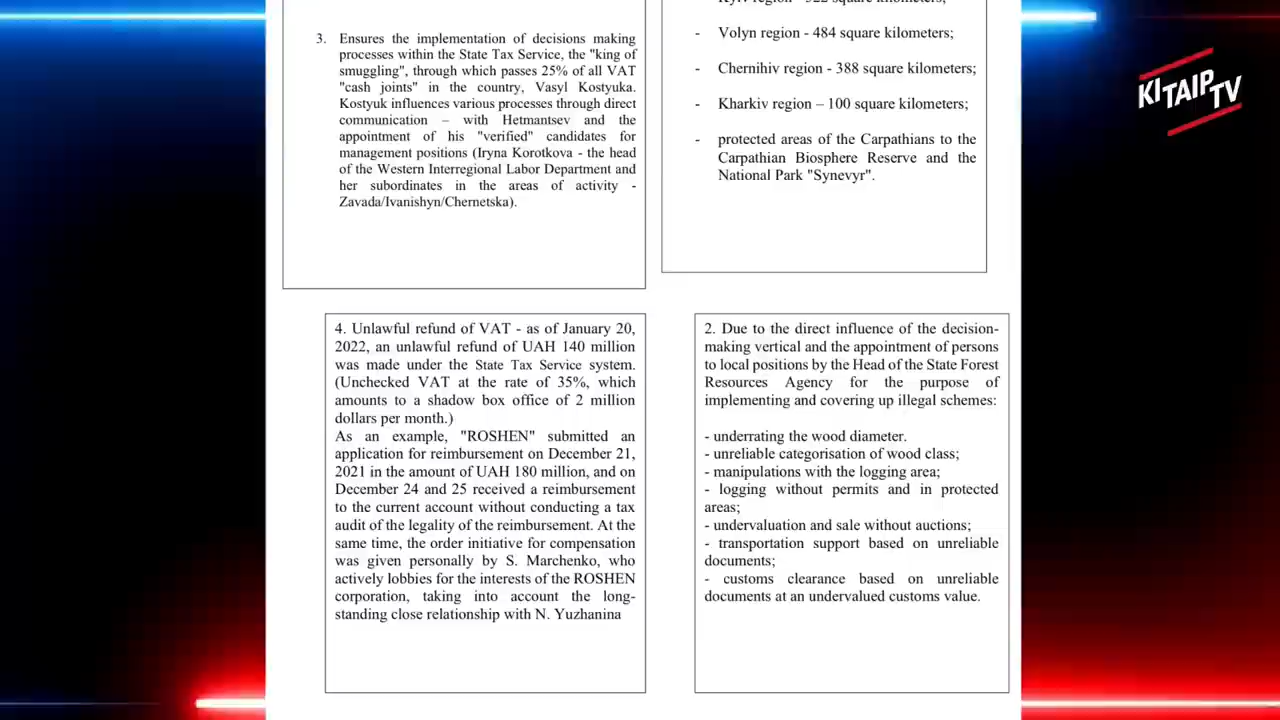 3. Ensures the implementation of decisions making
processes within the State Tax Service, the "king of
smuggling", through which passes 25% of all VAT
"cash joints" in the country, Vasyl Kostyuka.
Kostyuk influences various processes through direct
communication – with Hetmantsev and the
appointment of his "verified" candidates for
management positions (Iryna Korotkova - the head
of the Western Interregional Labor Department and
her subordinates in the areas of activity -
Zavada/Ivanishyn/Chernetska).
- Volyn region - 484 square kilometers;
- Chernihiv region - 388 square kilometers;
- Kharkiv region – 100 square kilometers;
- protected areas of the Carpathians to the
Carpathian Biosphere Reserve and the
National Park "Synevyr".
KITAIP TV
4. Unlawful refund of VAT - as of January 20,
2022, an unlawful refund of UAH 140 million
was made under the State Tax Service system.
(Unchecked VAT at the rate of 35%, which
amounts to a shadow box office of 2 million
dollars per month.)
As an example, "ROSHEN" submitted an
application for reimbursement on December 21,
2021 in the amount of UAH 180 million, and on
December 24 and 25 received a reimbursement
to the current account without conducting a tax
audit of the legality of the reimbursement. At the
same time, the order initiative for compensation
was given personally by S. Marchenko, who
actively lobbies for the interests of the ROSHEN
corporation, taking into account the long-
standing close relationship with N. Yuzhanina
2. Due to the direct influence of the decision-
making vertical and the appointment of persons
to local positions by the Head of the State Forest
Resources Agency for the purpose of
implementing and covering up illegal schemes:
- underrating the wood diameter.
- unreliable categorisation of wood class;
- manipulations with the logging area;
- logging without permits and in protected
areas;
- undervaluation and sale without auctions;
- transportation support based on unreliable
documents;
- customs clearance based on unreliable
documents at an undervalued customs value.